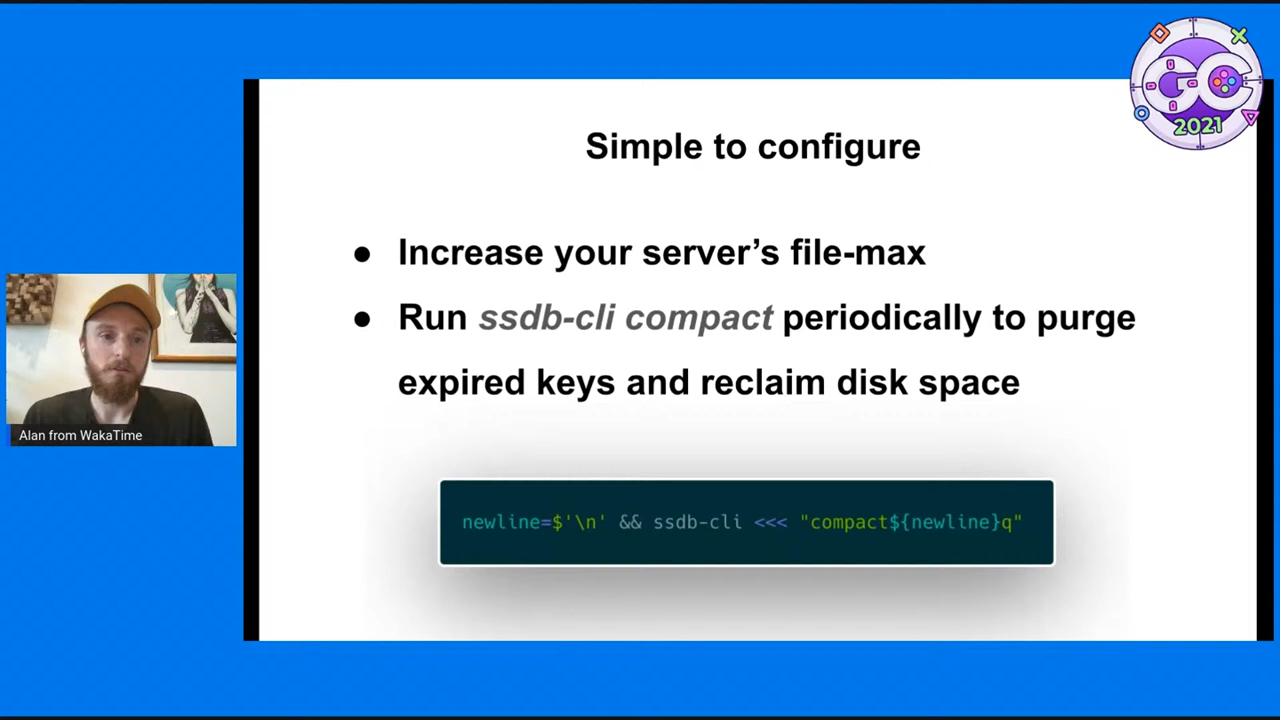 GC
2021
Simple to configure
● Increase your server’s file-max
● Run ssdb-cli compact periodically to purge
expired keys and reclaim disk space
newline=$'\n' && ssdb-cli <<< "compact${newline}q"
Alan from WakaTime